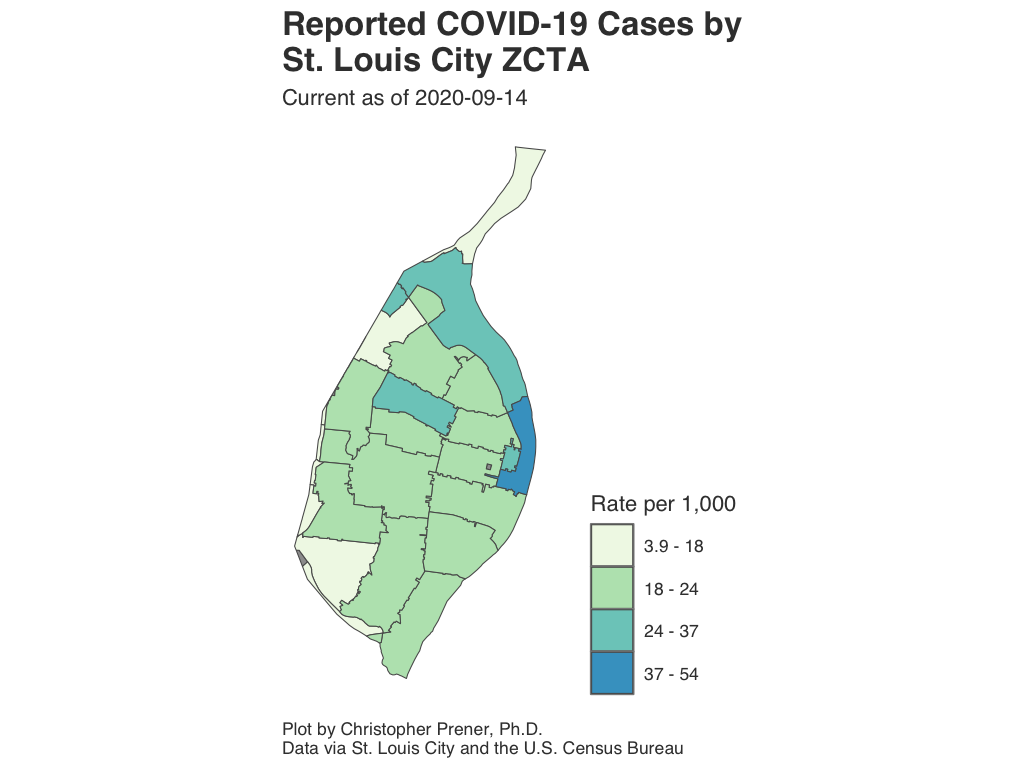 Reported COVID-19 Cases by
St. Louis City ZCTA
Current as of 2020-09-14
Rate per 1,000
3.9 - 18
18 - 24
24 - 37
37 - 54
Plot by Christopher Prener, Ph.D.
Data via St. Louis City and the U.S. Census Bureau